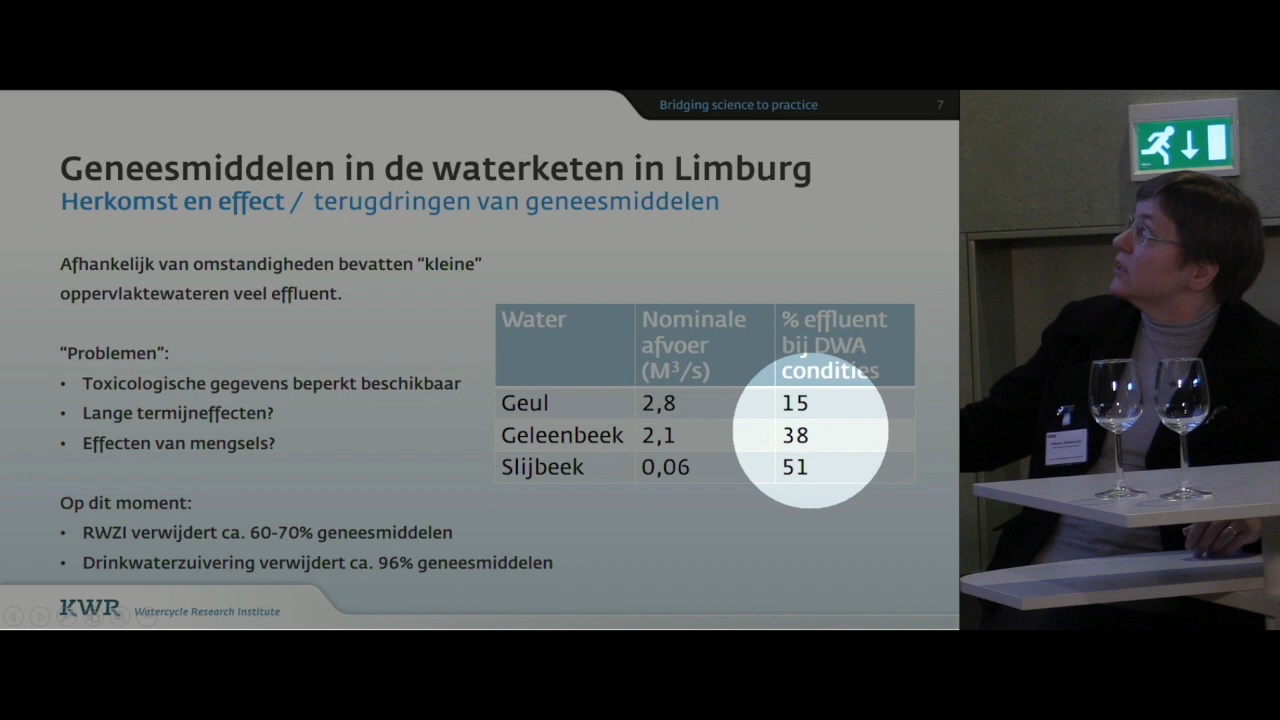 Bridging science to practice 7
Geneesmiddelen in de waterketen in Limburg
Herkomst en effect / terugdringen van geneesmiddelen
Afhankelijk van omstandigheden bevatten “kleine”
oppervlaktewateren veel effluent.
“Problemen”:
• Toxicologische gegevens beperkt beschikbaar
• Lange termijneffecten?
• Effecten van mengsels?
Op dit moment:
• RWZI verwijdert ca. 60-70% geneesmiddelen
• Drinkwaterzuivering verwijdert ca. 96% geneesmiddelen
Water Nominale afvoer (M³/s) % effluent bij DWA condities
Geul 2,8 15
Geleenbeek 2,1 38
Slijbeek 0,06 51
KWR Watercycle Research Institute